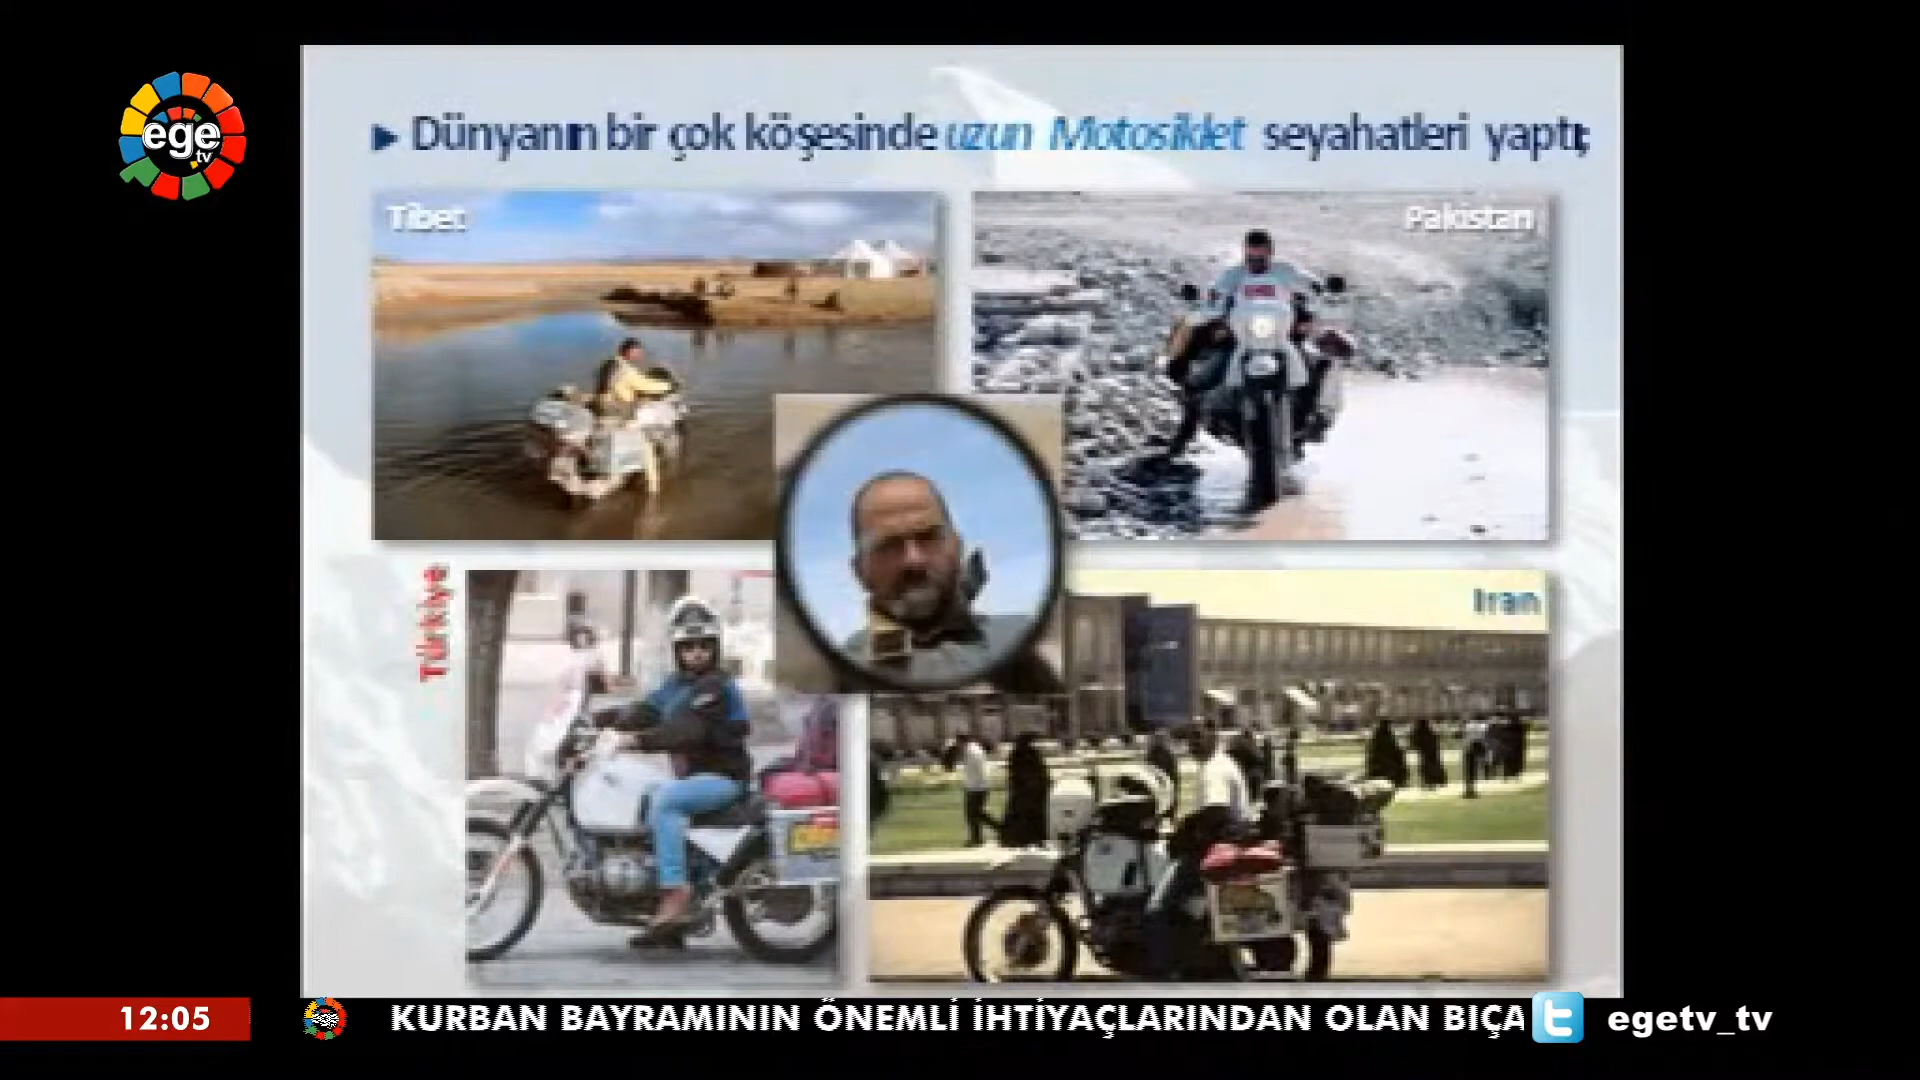 ege
tv
► Dünyanın bir çok köşesinde uzun Motosiklet seyahatleri yaptı;
Tibet
Pakistan
Türkiye
Iran
12:05
KURBAN BAYRAMININ ÖNEMLİ İHTİYAÇLARINDAN OLAN BIÇA
egetv_tv